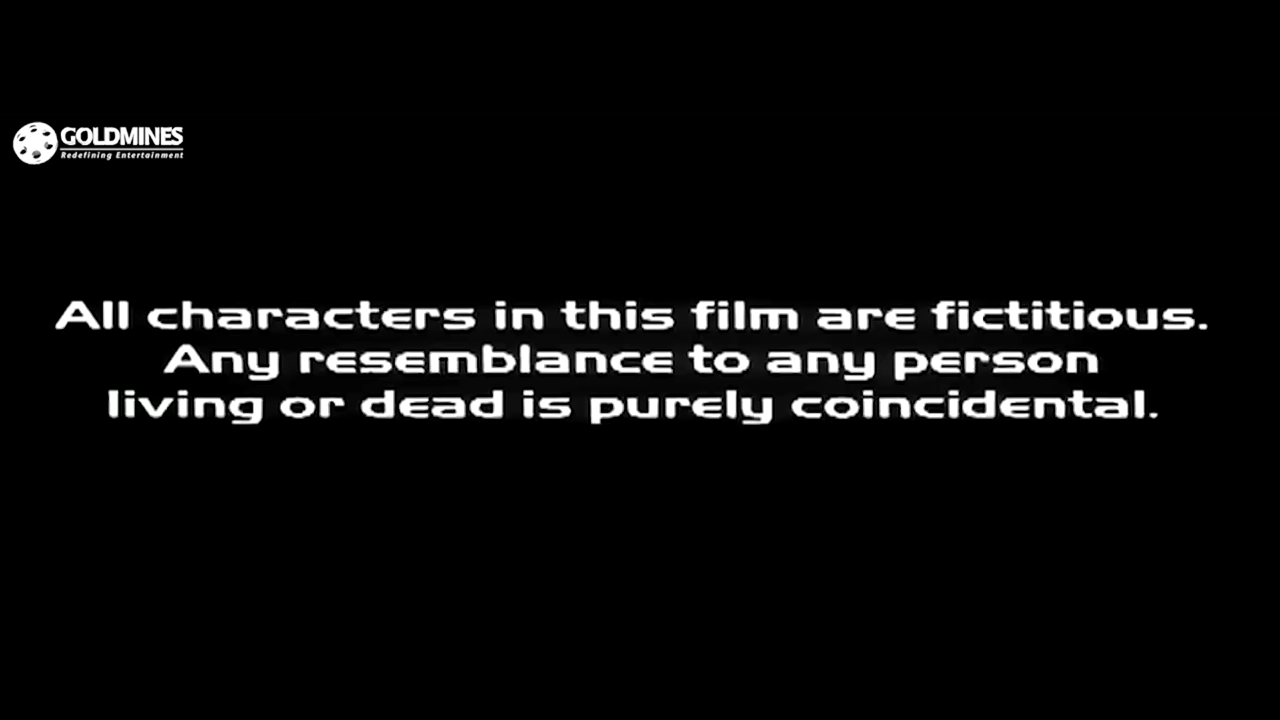 GOLDMINES
Redefining Entertainment
All characters in this film are fictitious.
Any resemblance to any person
living or dead is purely coincidental.